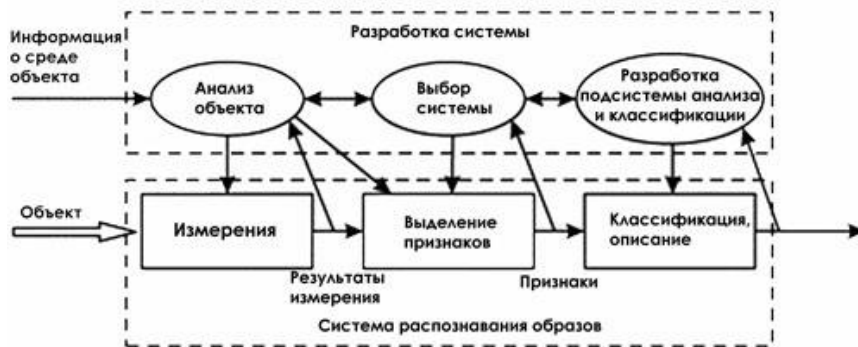 Информация
о среде
объекта
Разработка системы
Анализ
объекта
Выбор
системы
Разработка
подсистемы анализа
и классификации
Объект
Измерения
Выделение
признаков
Классификация,
описание
Результаты
измерения
Признаки
Система распознавания образов